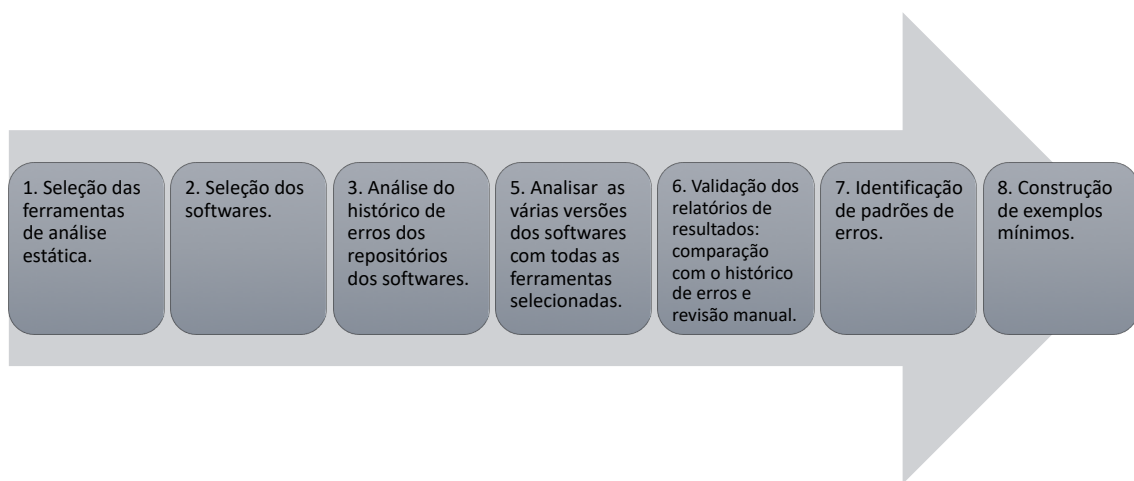 1. Seleção das
ferramentas
de análise
estática.
2. Seleção dos
softwares.
3. Análise do
histórico de
erros dos
repositórios
dos softwares.
5. Analisar as
várias versões
dos softwares
com todas as
ferramentas
selecionadas.
6. Validação dos
relatórios de
resultados:
comparação
com o histórico
de erros e
revisão manual.
7. Identificação
de padrões de
erros.
8. Construção
de exemplos
mínimos.